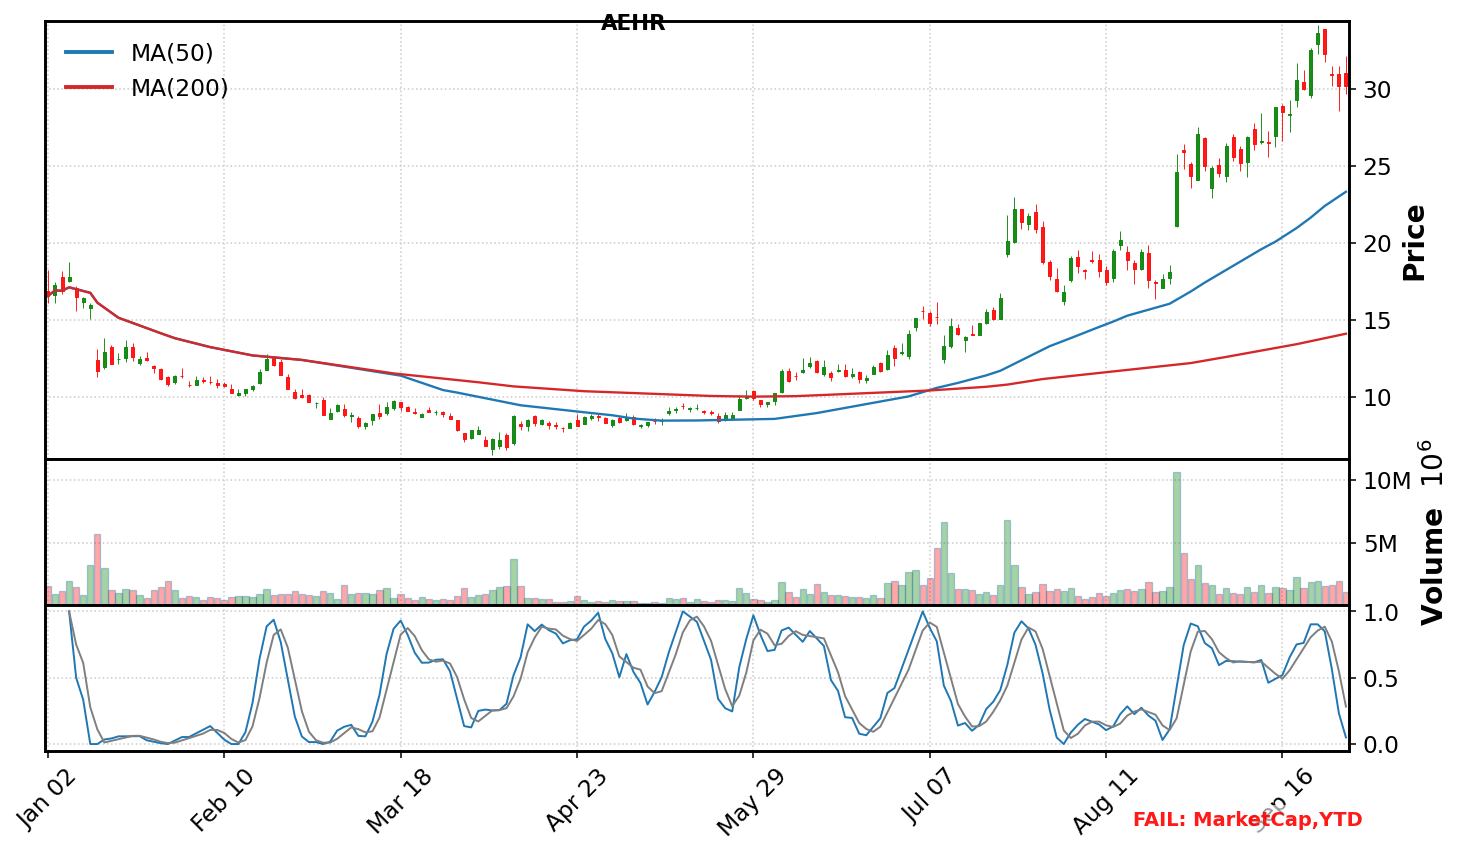 AEHR
MA(50)
MA(200)
30
25
20
15
10
Price
10M
5M
Volume 10^6
1.0
0.5
0.0
Jan 02
Feb 10
Mar 18
Apr 23
May 29
Jul 07
Aug 11
Sep 16
FAIL: MarketCap,YTD